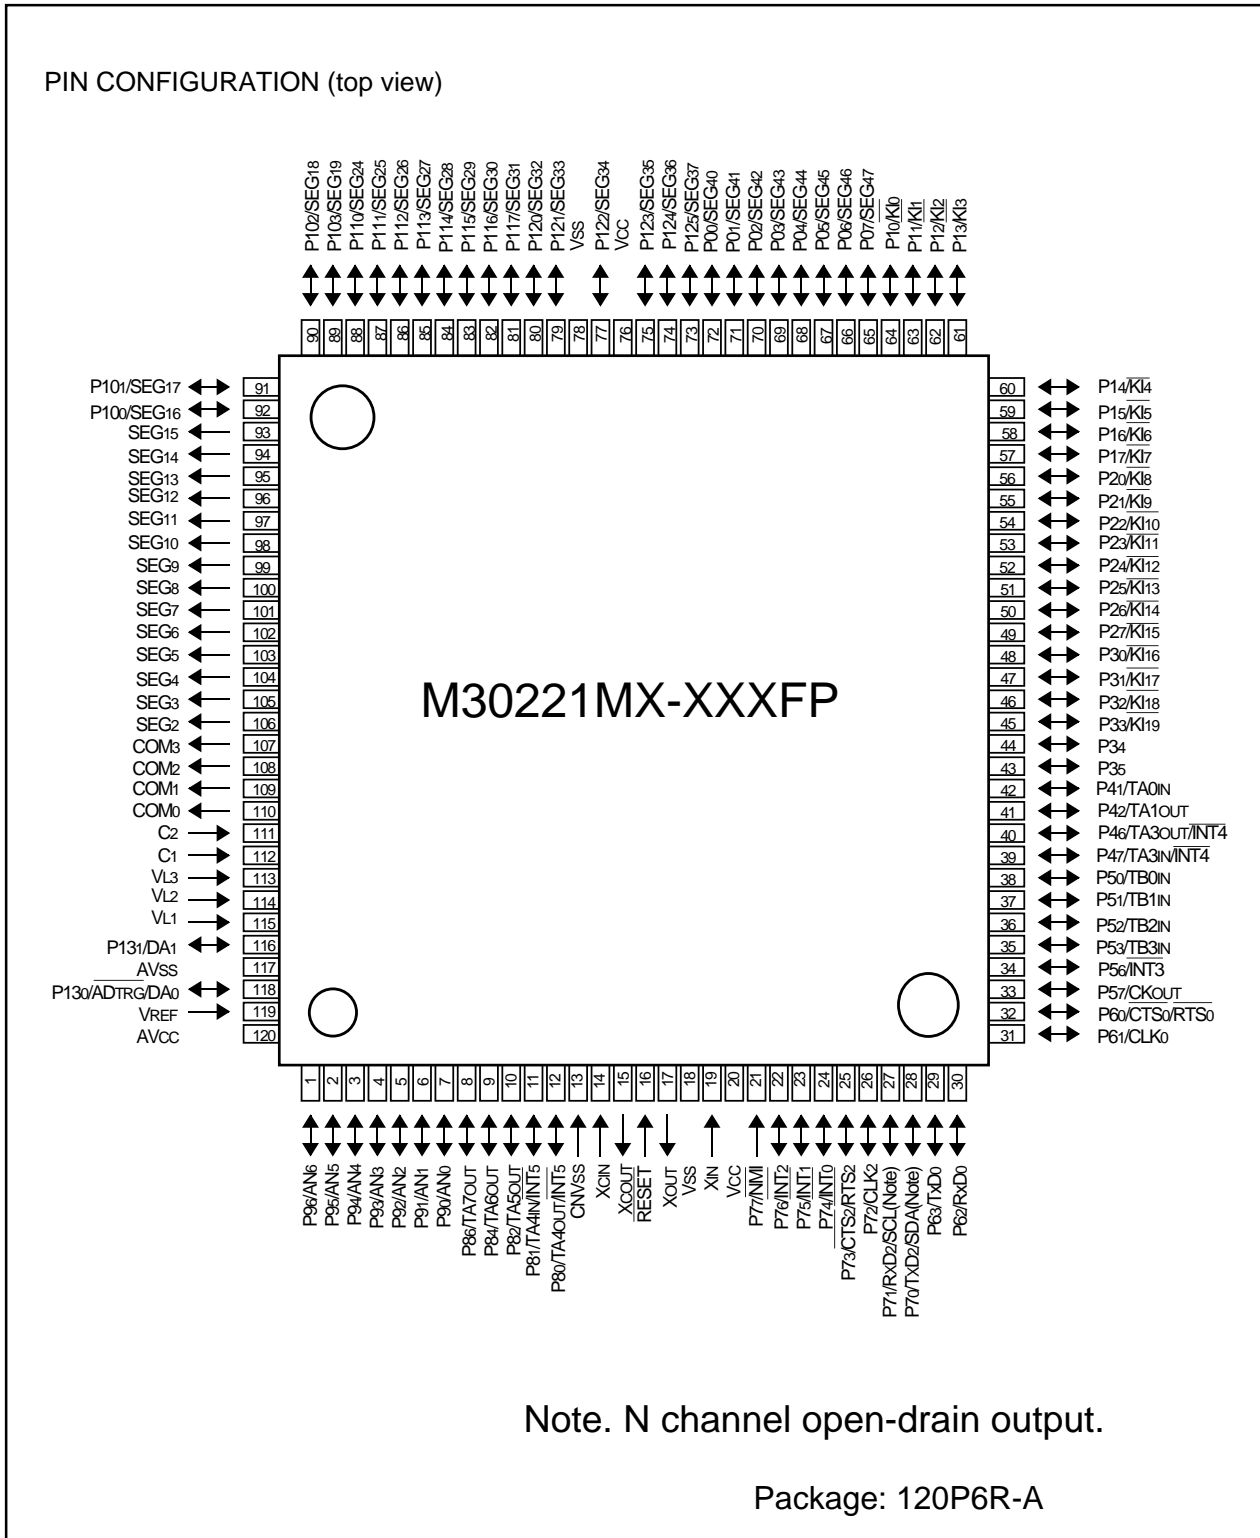 PIN CONFIGURATION (top view)
P102/SEG18
P103/SEG19
P110/SEG24
P111/SEG25
P112/SEG26
P113/SEG27
P114/SEG28
P115/SEG29
P116/SEG30
P117/SEG31
P120/SEG32
P121/SEG33
VSS
P122/SEG34
VCC
P123/SEG35
P124/SEG36
P125/SEG37
P00/SEG40
P01/SEG41
P02/SEG42
P03/SEG43
P04/SEG44
P05/SEG45
P06/SEG46
P07/SEG47
P10/KI0
P11/KI1
P12/KI2
P13/KI3
90 89 88 87 86 85 84 83 82 81 80 79 78 77 76 75 74 73 72 71 70 69 68 67 66 65 64 63 62 61
P101/SEG17 91
P100/SEG16 92
SEG15 93
SEG14 94
SEG13 95
SEG12 96
SEG11 97
SEG10 98
SEG9 99
SEG8 100
SEG7 101
SEG6 102
SEG5 103
SEG4 104
SEG3 105
SEG2 106
COM3 107
COM2 108
COM1 109
COM0 110
C2 111
C1 112
VL3 113
VL2 114
VL1 115
P131/DA1 116
AVSS 117
P130/ADTRG/DA0 118
VREF 119
AVCC 120
M30221MX-XXXFP
60 P14/KI4
59 P15/KI5
58 P16/KI6
57 P17/KI7
56 P20/KI8
55 P21/KI9
54 P22/KI10
53 P23/KI11
52 P24/KI12
51 P25/KI13
50 P26/KI14
49 P27/KI15
48 P30/KI16
47 P31/KI17
46 P32/KI18
45 P33/KI19
44 P34
43 P35
42 P41/TA0IN
41 P42/TA1OUT
40 P46/TA3OUT/INT4
39 P47/TA3IN/INT4
38 P50/TB0IN
37 P51/TB1IN
36 P52/TB2IN
35 P53/TB3IN
34 P56/INT3
33 P57/CKOUT
32 P60/CTS0/RTS0
31 P61/CLK0
1 2 3 4 5 6 7 8 9 10 11 12 13 14 15 16 17 18 19 20 21 22 23 24 25 26 27 28 29 30
P96/AN6
P95/AN5
P94/AN4
P93/AN3
P92/AN2
P91/AN1
P90/AN0
P86/TA7OUT
P84/TA6OUT
P82/TA5OUT
P81/TA4IN/INT5
P80/TA4OUT/INT5
CNVSS
XCIN
XCOUT
RESET
XOUT
VSS
XIN
VCC
P77/NMI
P76/INT2
P75/INT1
P74/INT0
P73/CTS2/RTS2
P72/CLK2
P71/RxD2/SCL(Note)
P70/TxD2/SDA(Note)
P63/TxD0
P62/RxD0
Note. N channel open-drain output.
Package: 120P6R-A